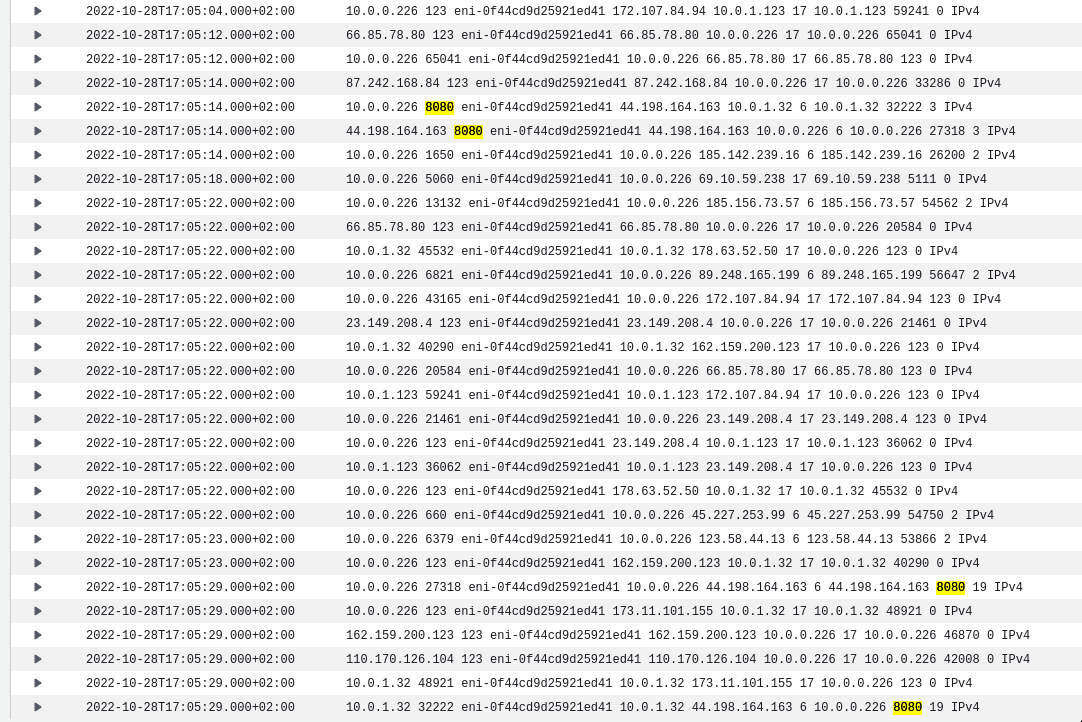 2022-10-28T17:05:04.000+02:00 10.0.0.226 123 eni-0f44cd9d25921ed41 172.107.84.94 10.0.1.123 17 10.0.1.123 59241 0 IPv4
2022-10-28T17:05:12.000+02:00 66.85.78.80 123 eni-0f44cd9d25921ed41 66.85.78.80 10.0.0.226 17 10.0.0.226 65041 0 IPv4
2022-10-28T17:05:12.000+02:00 10.0.0.226 65041 eni-0f44cd9d25921ed41 10.0.0.226 66.85.78.80 17 66.85.78.80 123 0 IPv4
2022-10-28T17:05:14.000+02:00 87.242.168.84 123 eni-0f44cd9d25921ed41 87.242.168.84 10.0.0.226 17 10.0.0.226 33286 0 IPv4
2022-10-28T17:05:14.000+02:00 10.0.0.226 8080 eni-0f44cd9d25921ed41 44.198.164.163 10.0.1.32 6 10.0.1.32 32222 3 IPv4
2022-10-28T17:05:14.000+02:00 44.198.164.163 8080 eni-0f44cd9d25921ed41 44.198.164.163 10.0.0.226 6 10.0.0.226 27318 3 IPv4
2022-10-28T17:05:14.000+02:00 10.0.0.226 1650 eni-0f44cd9d25921ed41 10.0.0.226 185.142.239.16 6 185.142.239.16 26200 2 IPv4
2022-10-28T17:05:18.000+02:00 10.0.0.226 5060 eni-0f44cd9d25921ed41 10.0.0.226 69.10.59.238 17 69.10.59.238 5111 0 IPv4
2022-10-28T17:05:22.000+02:00 10.0.0.226 13132 eni-0f44cd9d25921ed41 10.0.0.226 185.156.73.57 6 185.156.73.57 54562 2 IPv4
2022-10-28T17:05:22.000+02:00 66.85.78.80 123 eni-0f44cd9d25921ed41 66.85.78.80 10.0.0.226 17 10.0.0.226 20584 0 IPv4
2022-10-28T17:05:22.000+02:00 10.0.1.32 45532 eni-0f44cd9d25921ed41 10.0.1.32 178.63.52.50 17 10.0.0.226 123 0 IPv4
2022-10-28T17:05:22.000+02:00 10.0.0.226 6821 eni-0f44cd9d25921ed41 10.0.0.226 89.248.165.199 6 89.248.165.199 56647 2 IPv4
2022-10-28T17:05:22.000+02:00 10.0.0.226 43165 eni-0f44cd9d25921ed41 10.0.0.226 172.107.84.94 17 172.107.84.94 123 0 IPv4
2022-10-28T17:05:22.000+02:00 23.149.208.4 123 eni-0f44cd9d25921ed41 23.149.208.4 10.0.0.226 17 10.0.0.226 21461 0 IPv4
2022-10-28T17:05:22.000+02:00 10.0.1.32 40290 eni-0f44cd9d25921ed41 10.0.1.32 162.159.200.123 17 10.0.0.226 123 0 IPv4
2022-10-28T17:05:22.000+02:00 10.0.0.226 20584 eni-0f44cd9d25921ed41 10.0.0.226 66.85.78.80 17 66.85.78.80 123 0 IPv4
2022-10-28T17:05:22.000+02:00 10.0.1.123 59241 eni-0f44cd9d25921ed41 10.0.1.123 172.107.84.94 17 10.0.0.226 123 0 IPv4
2022-10-28T17:05:22.000+02:00 10.0.0.226 21461 eni-0f44cd9d25921ed41 10.0.0.226 23.149.208.4 17 23.149.208.4 123 0 IPv4
2022-10-28T17:05:22.000+02:00 10.0.0.226 123 eni-0f44cd9d25921ed41 23.149.208.4 10.0.1.123 17 10.0.1.123 36062 0 IPv4
2022-10-28T17:05:22.000+02:00 10.0.1.123 36062 eni-0f44cd9d25921ed41 10.0.1.123 23.149.208.4 17 10.0.0.226 123 0 IPv4
2022-10-28T17:05:22.000+02:00 10.0.0.226 123 eni-0f44cd9d25921ed41 178.63.52.50 10.0.1.32 17 10.0.1.32 45532 0 IPv4
2022-10-28T17:05:22.000+02:00 10.0.0.226 660 eni-0f44cd9d25921ed41 10.0.0.226 45.227.253.99 6 45.227.253.99 54750 2 IPv4
2022-10-28T17:05:23.000+02:00 10.0.0.226 6379 eni-0f44cd9d25921ed41 10.0.0.226 123.58.44.13 6 123.58.44.13 53866 2 IPv4
2022-10-28T17:05:23.000+02:00 10.0.0.226 123 eni-0f44cd9d25921ed41 162.159.200.123 10.0.1.32 17 10.0.1.32 40290 0 IPv4
2022-10-28T17:05:29.000+02:00 10.0.0.226 27318 eni-0f44cd9d25921ed41 10.0.0.226 44.198.164.163 6 44.198.164.163 8080 19 IPv4
2022-10-28T17:05:29.000+02:00 10.0.0.226 123 eni-0f44cd9d25921ed41 173.11.101.155 10.0.1.32 17 10.0.1.32 48921 0 IPv4
2022-10-28T17:05:29.000+02:00 162.159.200.123 123 eni-0f44cd9d25921ed41 162.159.200.123 10.0.0.226 17 10.0.0.226 46870 0 IPv4
2022-10-28T17:05:29.000+02:00 110.170.126.104 123 eni-0f44cd9d25921ed41 110.170.126.104 10.0.0.226 17 10.0.0.226 42008 0 IPv4
2022-10-28T17:05:29.000+02:00 10.0.1.32 48921 eni-0f44cd9d25921ed41 10.0.1.32 173.11.101.155 17 10.0.0.226 123 0 IPv4
2022-10-28T17:05:29.000+02:00 10.0.1.32 32222 eni-0f44cd9d25921ed41 10.0.1.32 44.198.164.163 6 10.0.0.226 8080 19 IPv4